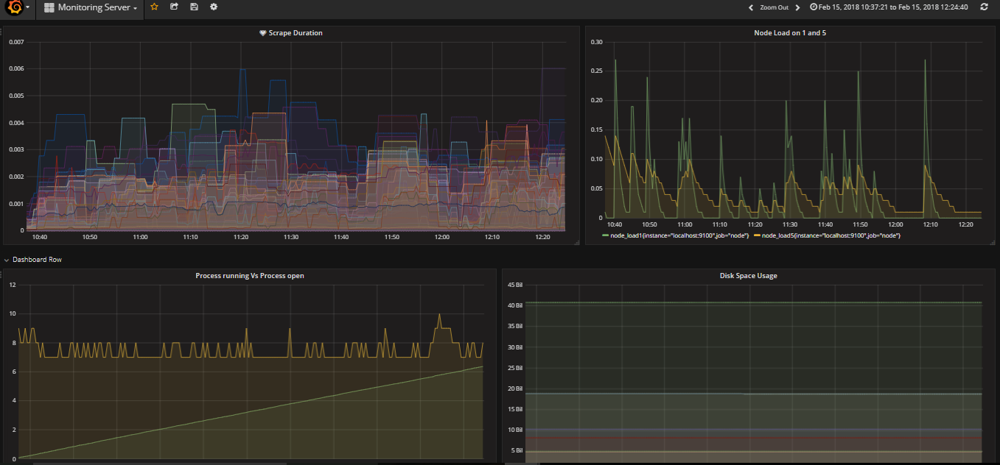 Monitoring Server
Zoom Out
Feb 15, 2018 10:37:21 to Feb 15, 2018 12:24:40
Scrape Duration
0.007
0.006
0.005
0.004
0.003
0.002
0.001
0
10:40 10:50 11:00 11:10 11:20 11:30 11:40 11:50 12:00 12:10 12:20
Node Load on 1 and 5
0.30
0.25
0.20
0.15
0.10
0.05
0
10:40 10:50 11:00 11:10 11:20 11:30 11:40 11:50 12:00 12:10 12:20
node_load1{instance="localhost:9100",job="node"} node_load5{instance="localhost:9100",job="node"}
Dashboard Row
Process running Vs Process open
12
10
8
6
4
2
0
Disk Space Usage
45 Bil
40 Bil
35 Bil
30 Bil
25 Bil
20 Bil
15 Bil
10 Bil
5 Bil